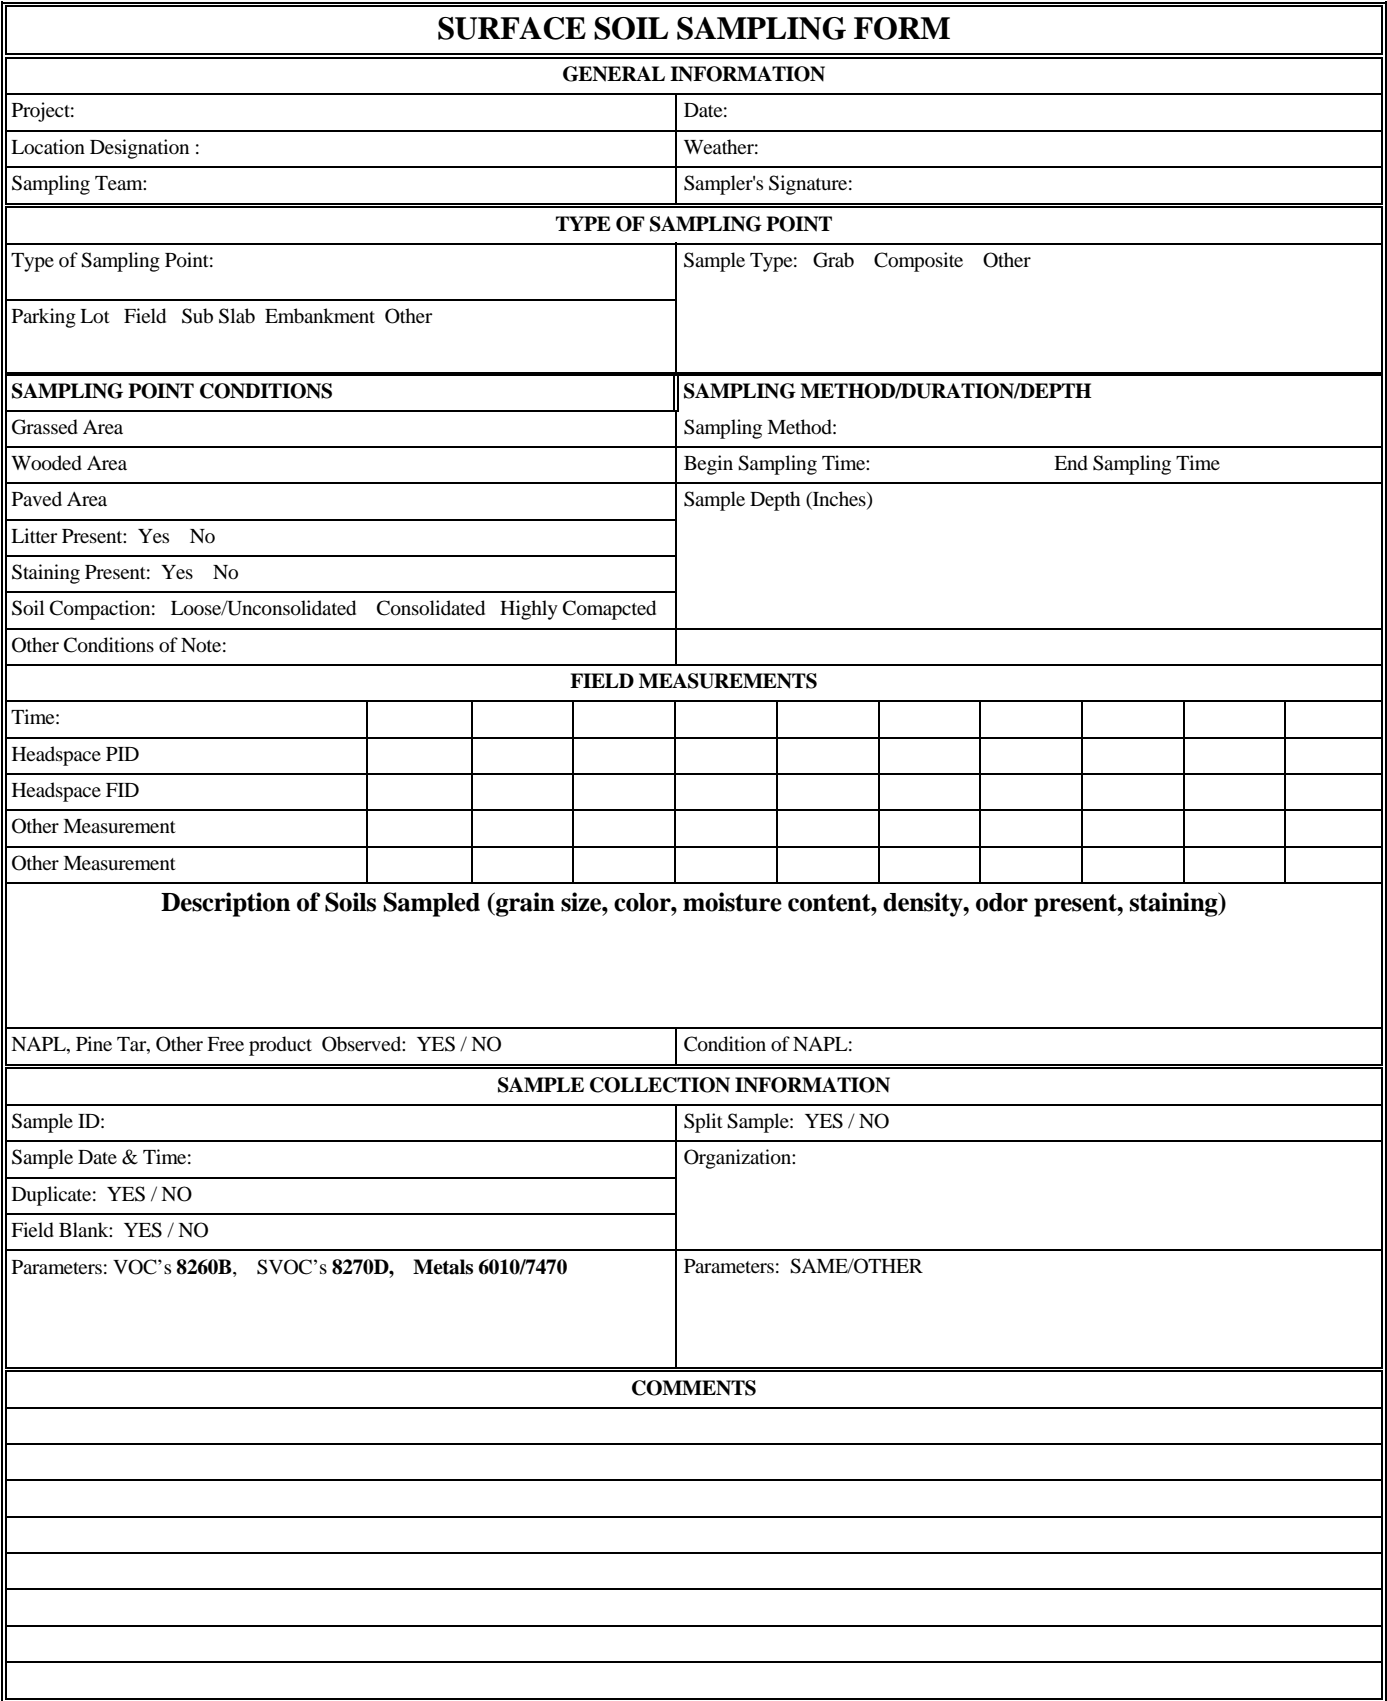 SURFACE SOIL SAMPLING FORM
GENERAL INFORMATION
Project:
Date:
Location Designation :
Weather:
Sampling Team:
Sampler's Signature:
TYPE OF SAMPLING POINT
Type of Sampling Point:
Sample Type: Grab Composite Other
Parking Lot Field Sub Slab Embankment Other
SAMPLING POINT CONDITIONS
SAMPLING METHOD/DURATION/DEPTH
Grassed Area
Sampling Method:
Wooded Area
Begin Sampling Time: End Sampling Time
Paved Area
Sample Depth (Inches)
Litter Present: Yes No
Staining Present: Yes No
Soil Compaction: Loose/Unconsolidated Consolidated Highly Comapcted
Other Conditions of Note:
FIELD MEASUREMENTS
Time:
Headspace PID
Headspace FID
Other Measurement
Other Measurement
Description of Soils Sampled (grain size, color, moisture content, density, odor present, staining)
NAPL, Pine Tar, Other Free product Observed: YES / NO
Condition of NAPL:
SAMPLE COLLECTION INFORMATION
Sample ID:
Split Sample: YES / NO
Sample Date & Time:
Organization:
Duplicate: YES / NO
Field Blank: YES / NO
Parameters: VOC’s 8260B, SVOC’s 8270D, Metals 6010/7470
Parameters: SAME/OTHER
COMMENTS